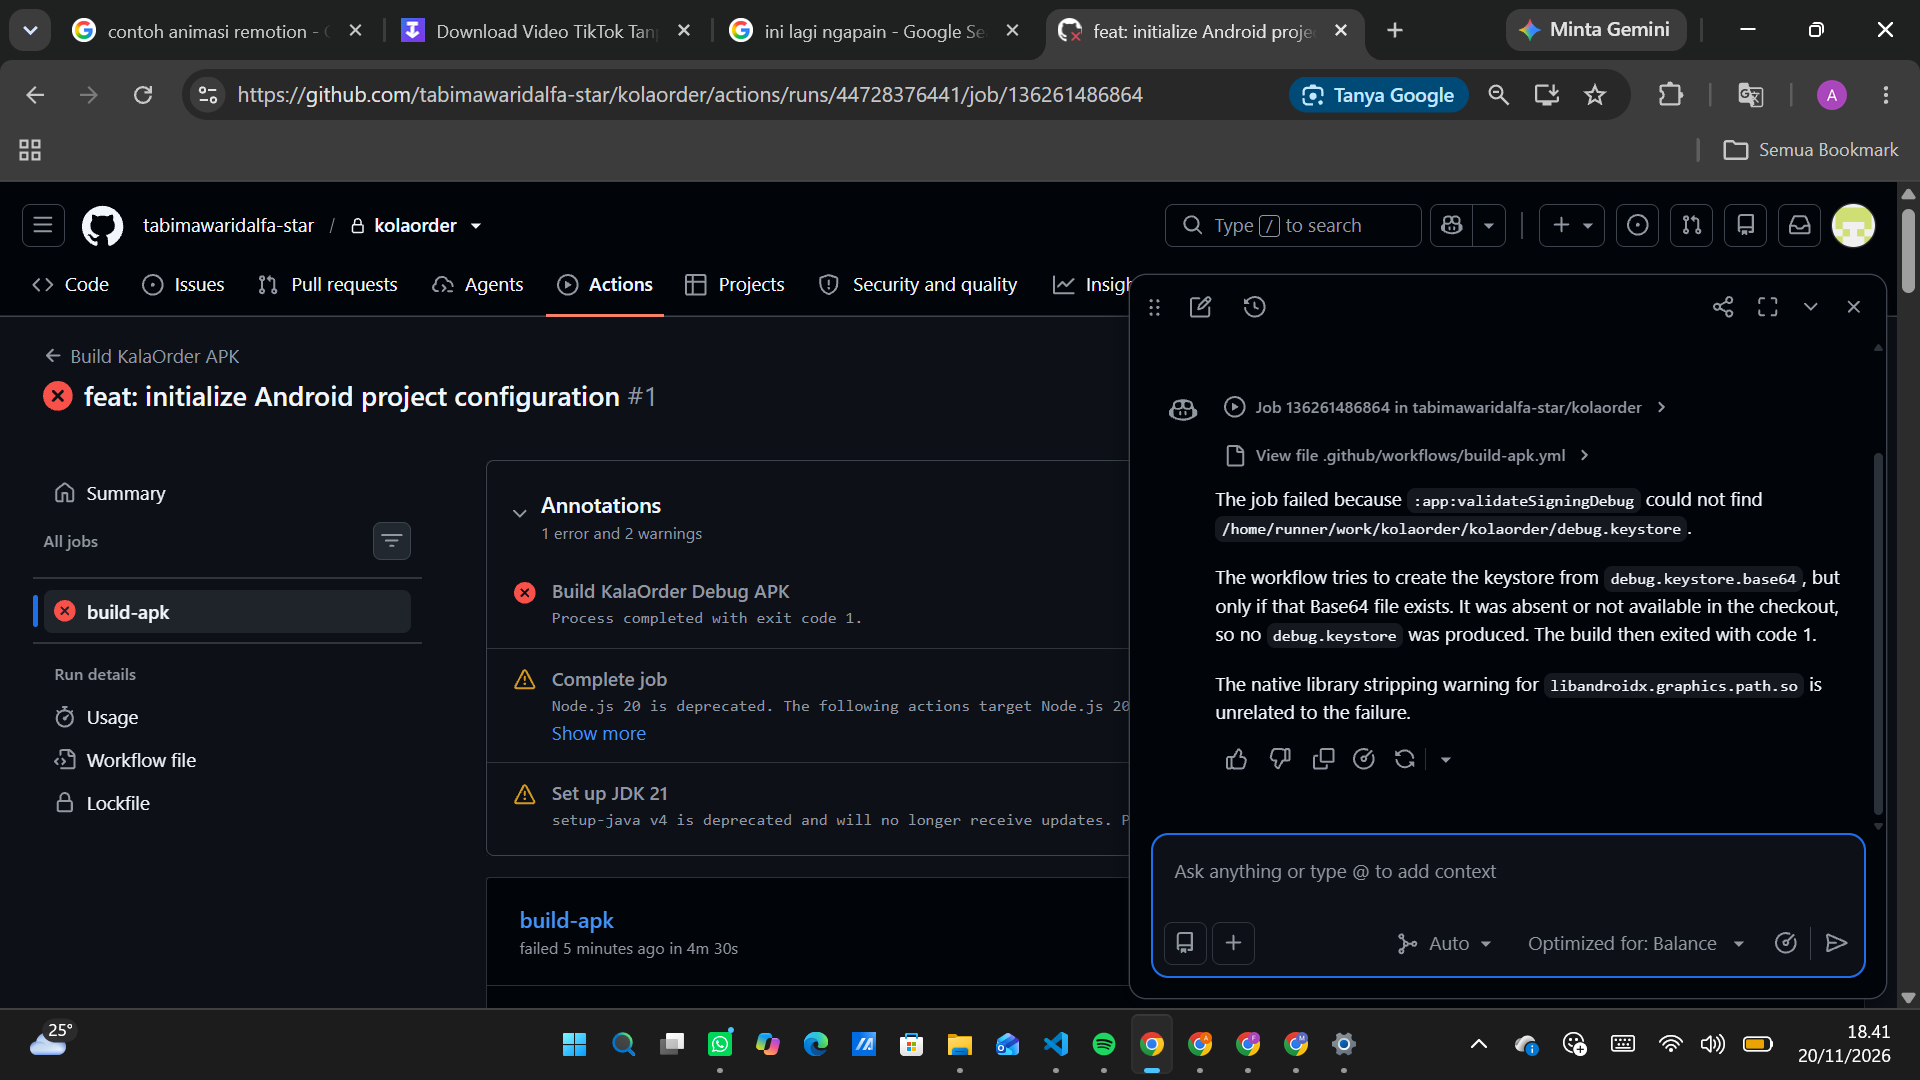 contoh animasi remotion -
Download Video TikTok Tan
ini lagi ngapain - Google Se
feat: initialize Android proje
Minta Gemini
https://github.com/tabimawaridalfa-star/kolaorder/actions/runs/44728376441/job/136261486864
Tanya Google
A
Semua Bookmark
tabimawaridalfa-star / kolaorder
Type / to search
Code
Issues
Pull requests
Agents
Actions
Projects
Security and quality
Insigh
Build KalaOrder APK
feat: initialize Android project configuration #1
Summary
All jobs
build-apk
Run details
Usage
Workflow file
Lockfile
Annotations
1 error and 2 warnings
Build KalaOrder Debug APK
Process completed with exit code 1.
Complete job
Node.js 20 is deprecated. The following actions target Node.js 20
Show more
Set up JDK 21
setup-java v4 is deprecated and will no longer receive updates. P
build-apk
failed 5 minutes ago in 4m 30s
Job 136261486864 in tabimawaridalfa-star/kolaorder
View file .github/workflows/build-apk.yml
The job failed because :app:validateSigningDebug could not find
/home/runner/work/kolaorder/kolaorder/debug.keystore.
The workflow tries to create the keystore from debug.keystore.base64, but
only if that Base64 file exists. It was absent or not available in the checkout,
so no debug.keystore was produced. The build then exited with code 1.
The native library stripping warning for libandroidx.graphics.path.so is
unrelated to the failure.
Ask anything or type @ to add context
Auto
Optimized for: Balance
25°
18.41
20/11/2026